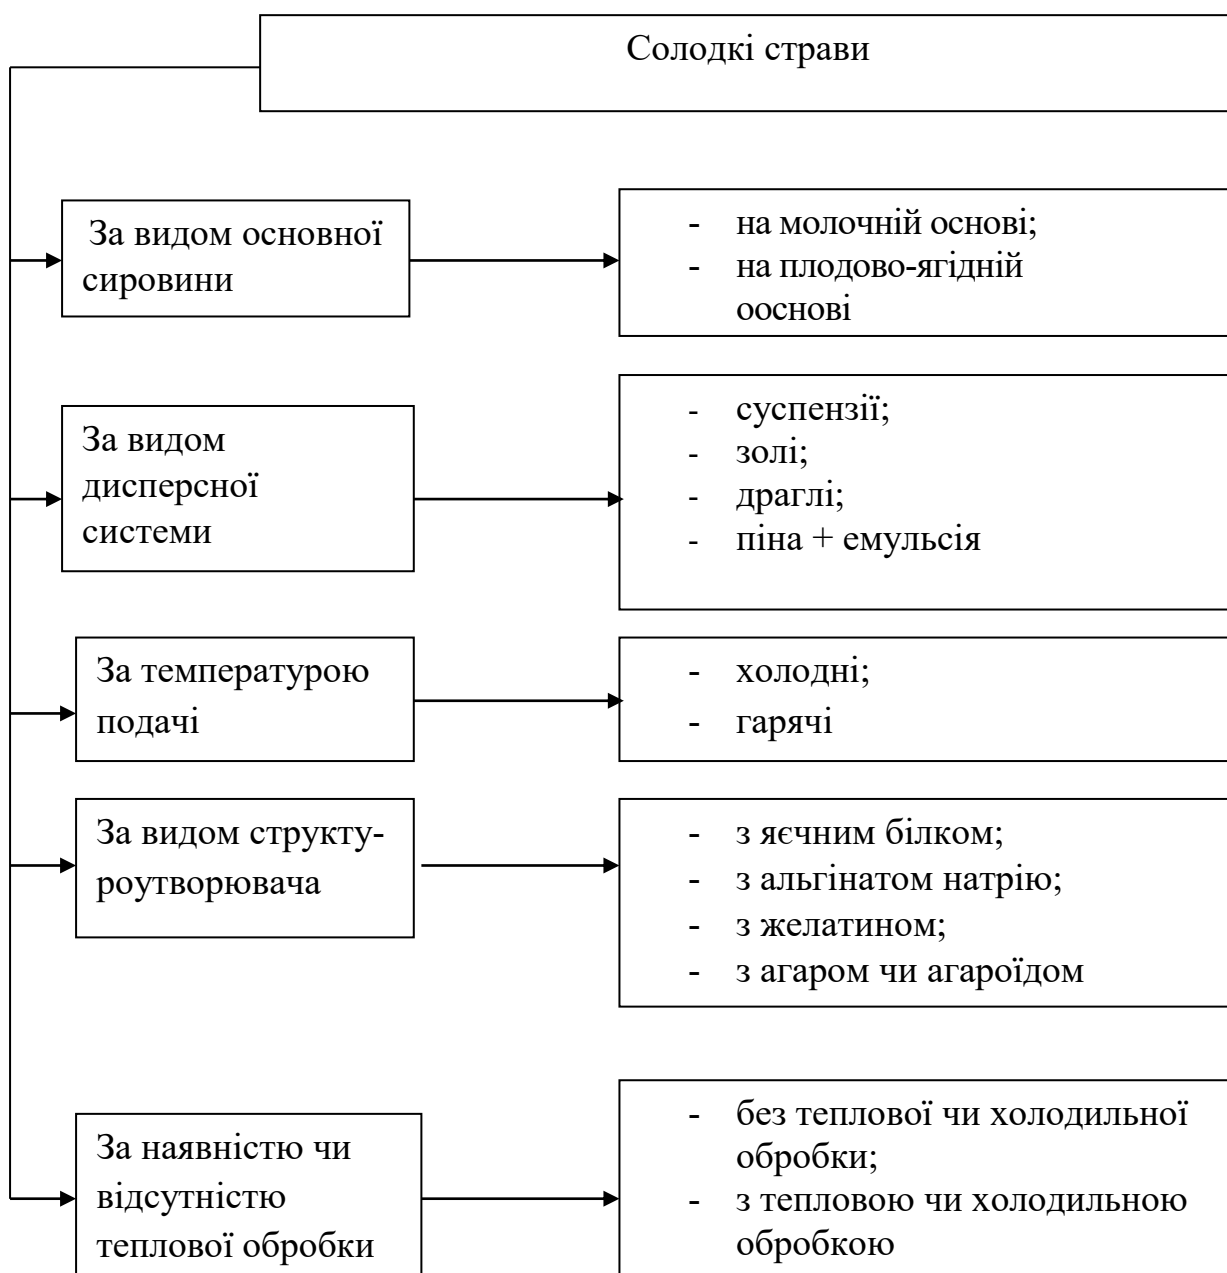 Солодкі страви
За видом основної
сировини
- на молочній основі;
- на плодово-ягідній
ооснові
За видом
дисперсної
системи
- суспензії;
- золі;
- драглі;
- піна + емульсія
За температурою
подачі
- холодні;
- гарячі
За видом структу-
роутворювача
- з яєчним білком;
- з альгінатом натрію;
- з желатином;
- з агаром чи агароїдом
За наявністю чи
відсутністю
теплової обробки
- без теплової чи холодильної
обробки;
- з тепловою чи холодильною
обробкою